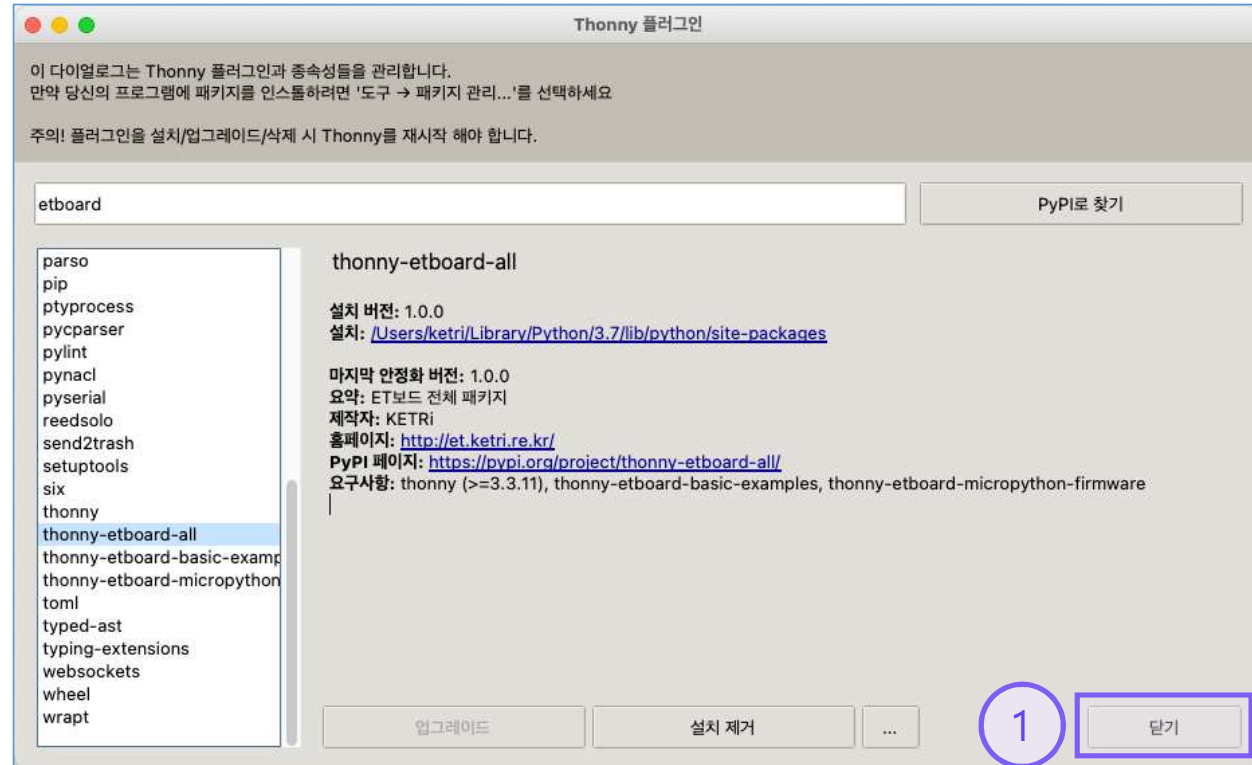 Thonny 플러그인
이 다이얼로그는 Thonny 플러그인과 종속성들을 관리합니다.
만약 당신의 프로그램에 패키지를 인스톨하려면 '도구 → 패키지 관리...'를 선택하세요
주의! 플러그인을 설치/업그레이드/삭제 시 Thonny를 재시작 해야 합니다.
etboard
PyPI로 찾기
parso
pip
ptyprocess
pycparser
pylint
pynacl
pyserial
reedsolo
send2trash
setuptools
six
thonny
thonny-etboard-all
thonny-etboard-basic-examp
thonny-etboard-micropython
toml
typed-ast
typing-extensions
websockets
wheel
wrapt
thonny-etboard-all
설치 버전: 1.0.0
설치: /Users/ketri/Library/Python/3.7/lib/python/site-packages
마지막 안정화 버전: 1.0.0
요약: ET보드 전체 패키지
제작자: KETRi
홈페이지: http://et.ketri.re.kr/
PyPI 페이지: https://pypi.org/project/thonny-etboard-all/
요구사항: thonny (>=3.3.11), thonny-etboard-basic-examples, thonny-etboard-micropython-firmware
업그레이드
설치 제거
...
1
닫기